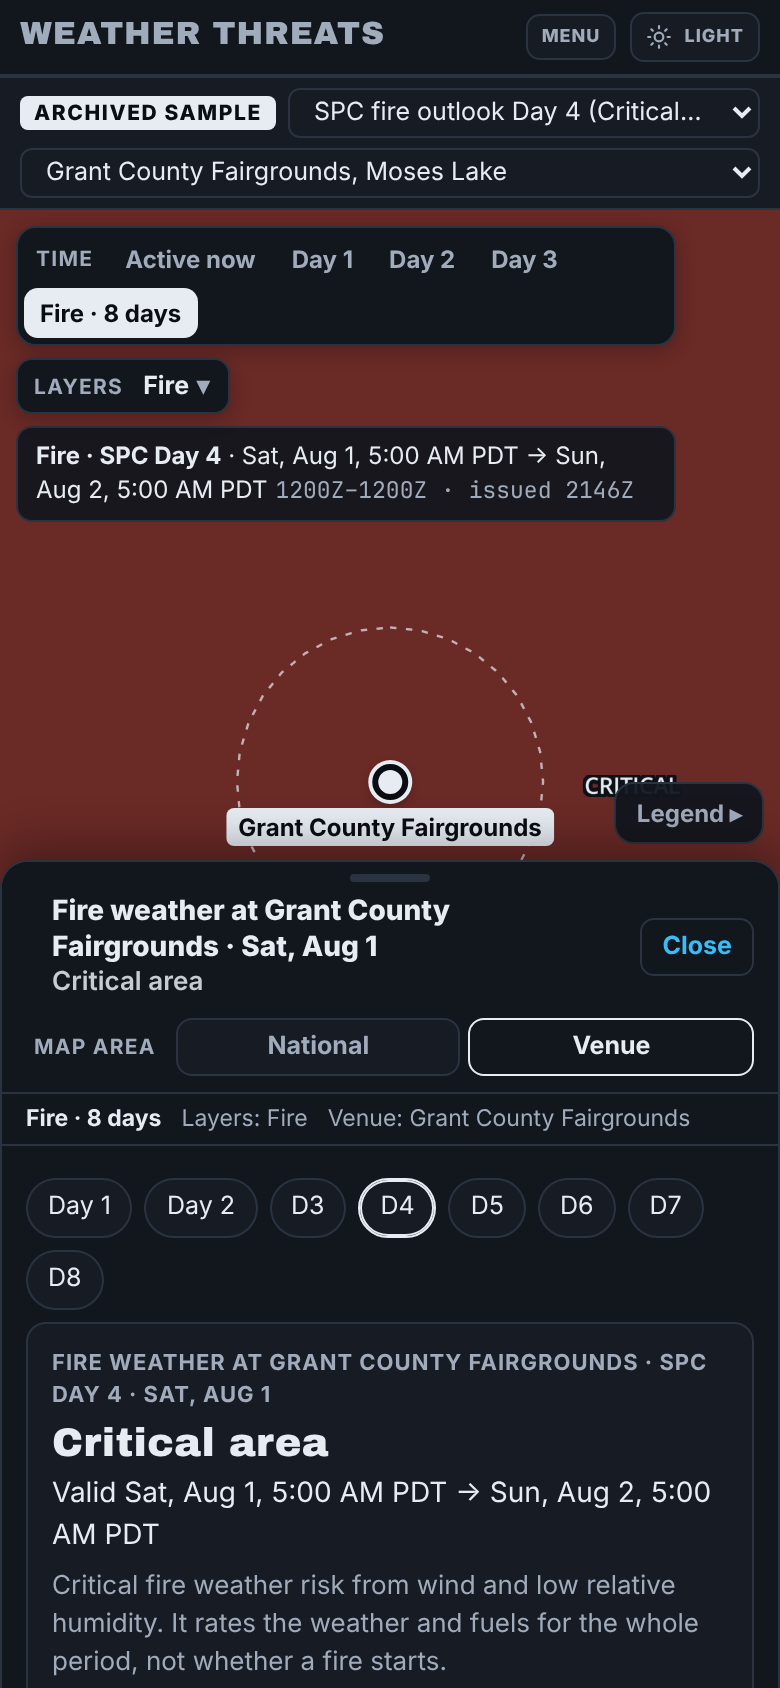 WEATHER THREATS
MENU
LIGHT
ARCHIVED SAMPLE
SPC fire outlook Day 4 (Critical...
Grant County Fairgrounds, Moses Lake
TIME Active now Day 1 Day 2 Day 3
Fire · 8 days
LAYERS Fire ▾
Fire · SPC Day 4 · Sat, Aug 1, 5:00 AM PDT → Sun,
Aug 2, 5:00 AM PDT 1200Z–1200Z · issued 2146Z
CRITICAL
Legend ▸
Grant County Fairgrounds
Fire weather at Grant County
Fairgrounds · Sat, Aug 1
Critical area
Close
MAP AREA National Venue
Fire · 8 days Layers: Fire Venue: Grant County Fairgrounds
Day 1 Day 2 D3 D4 D5 D6 D7
D8
FIRE WEATHER AT GRANT COUNTY FAIRGROUNDS · SPC
DAY 4 · SAT, AUG 1
Critical area
Valid Sat, Aug 1, 5:00 AM PDT → Sun, Aug 2, 5:00
AM PDT
Critical fire weather risk from wind and low relative
humidity. It rates the weather and fuels for the whole
period, not whether a fire starts.